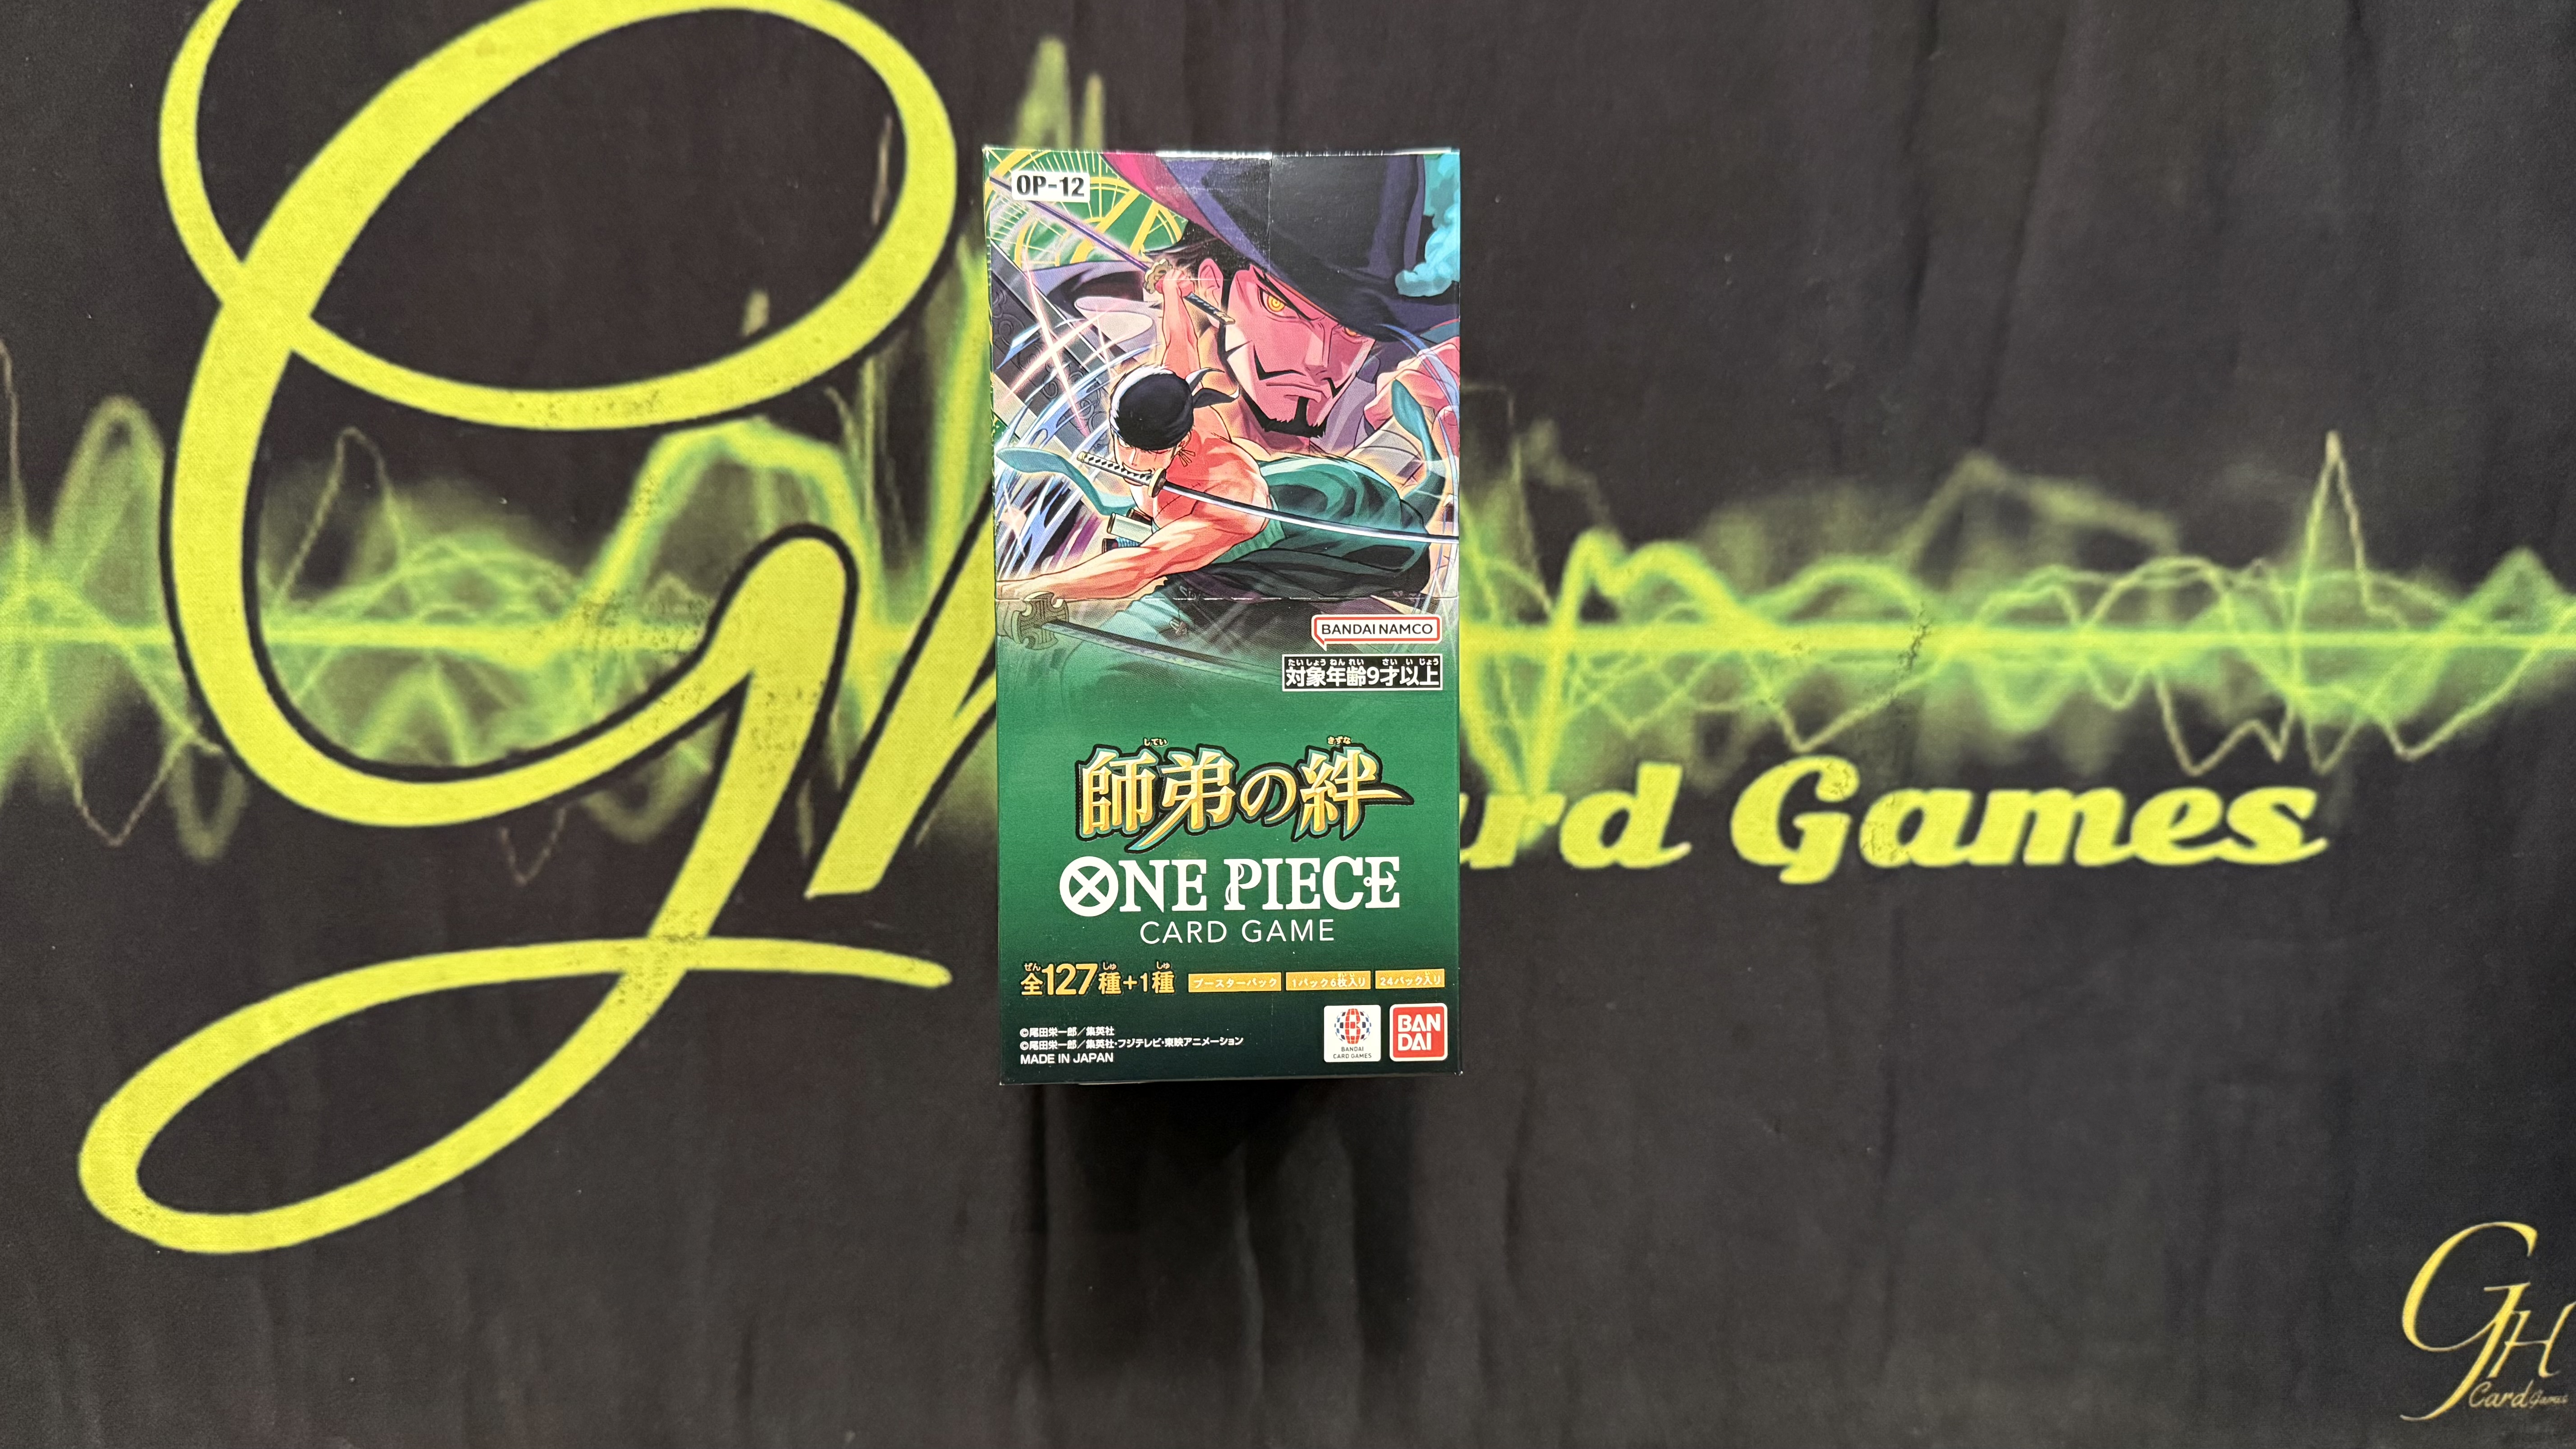 OP-12
BANDAI NAMCO
たいしょうねんれい さい いじょう
対象年齢9才以上
してい きずな
師弟の絆
ONE PIECE
CARD GAME
ぜん しゅ しゅ
全127種+1種
ブースターパック 1パック6枚入り 24パック入り
©尾田栄一郎/集英社
©尾田栄一郎/集英社・フジテレビ・東映アニメーション
MADE IN JAPAN
BANDAI
CARD GAMES
BAN
DAI
rd Games
GH
Card Games